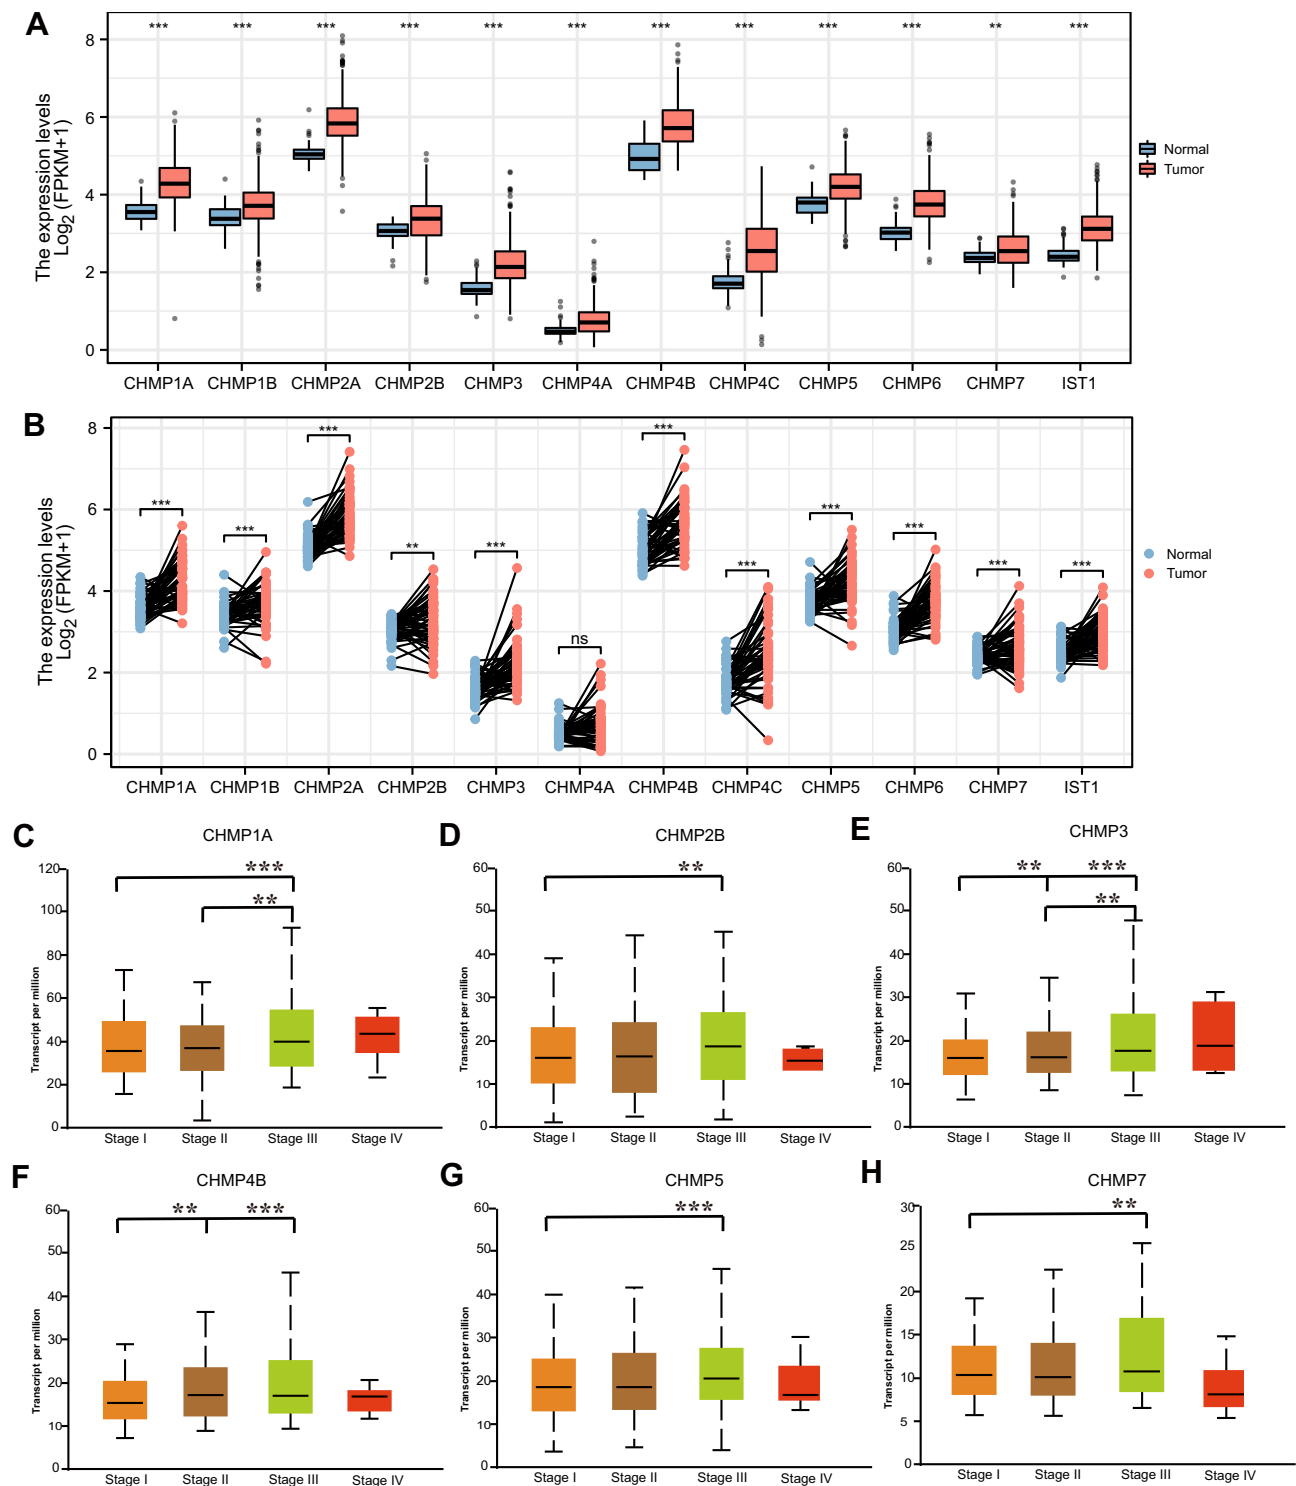 A
*** *** *** *** *** *** *** *** *** *** ** ***
8
6
4
2
0
The expression levels
Log2 (FPKM+1)
Normal
Tumor
CHMP1A CHMP1B CHMP2A CHMP2B CHMP3 CHMP4A CHMP4B CHMP4C CHMP5 CHMP6 CHMP7 IST1
B
8
6
4
2
0
The expression levels
Log2 (FPKM+1)
*** *** *** ** *** ns *** *** *** *** *** ***
Normal
Tumor
CHMP1A CHMP1B CHMP2A CHMP2B CHMP3 CHMP4A CHMP4B CHMP4C CHMP5 CHMP6 CHMP7 IST1
C
CHMP1A
120
100
80
60
40
20
0
Transcript per million
***
**
Stage I Stage II Stage III Stage IV
D
CHMP2B
60
50
40
30
20
10
0
Transcript per million
**
Stage I Stage II Stage III Stage IV
E
CHMP3
60
50
40
30
20
10
0
Transcript per million
** ***
**
Stage I Stage II Stage III Stage IV
F
CHMP4B
60
50
40
30
20
10
0
Transcript per million
** ***
Stage I Stage II Stage III Stage IV
G
CHMP5
60
50
40
30
20
10
0
Transcript per million
***
Stage I Stage II Stage III Stage IV
H
CHMP7
30
25
20
15
10
5
0
Transcript per million
**
Stage I Stage II Stage III Stage IV